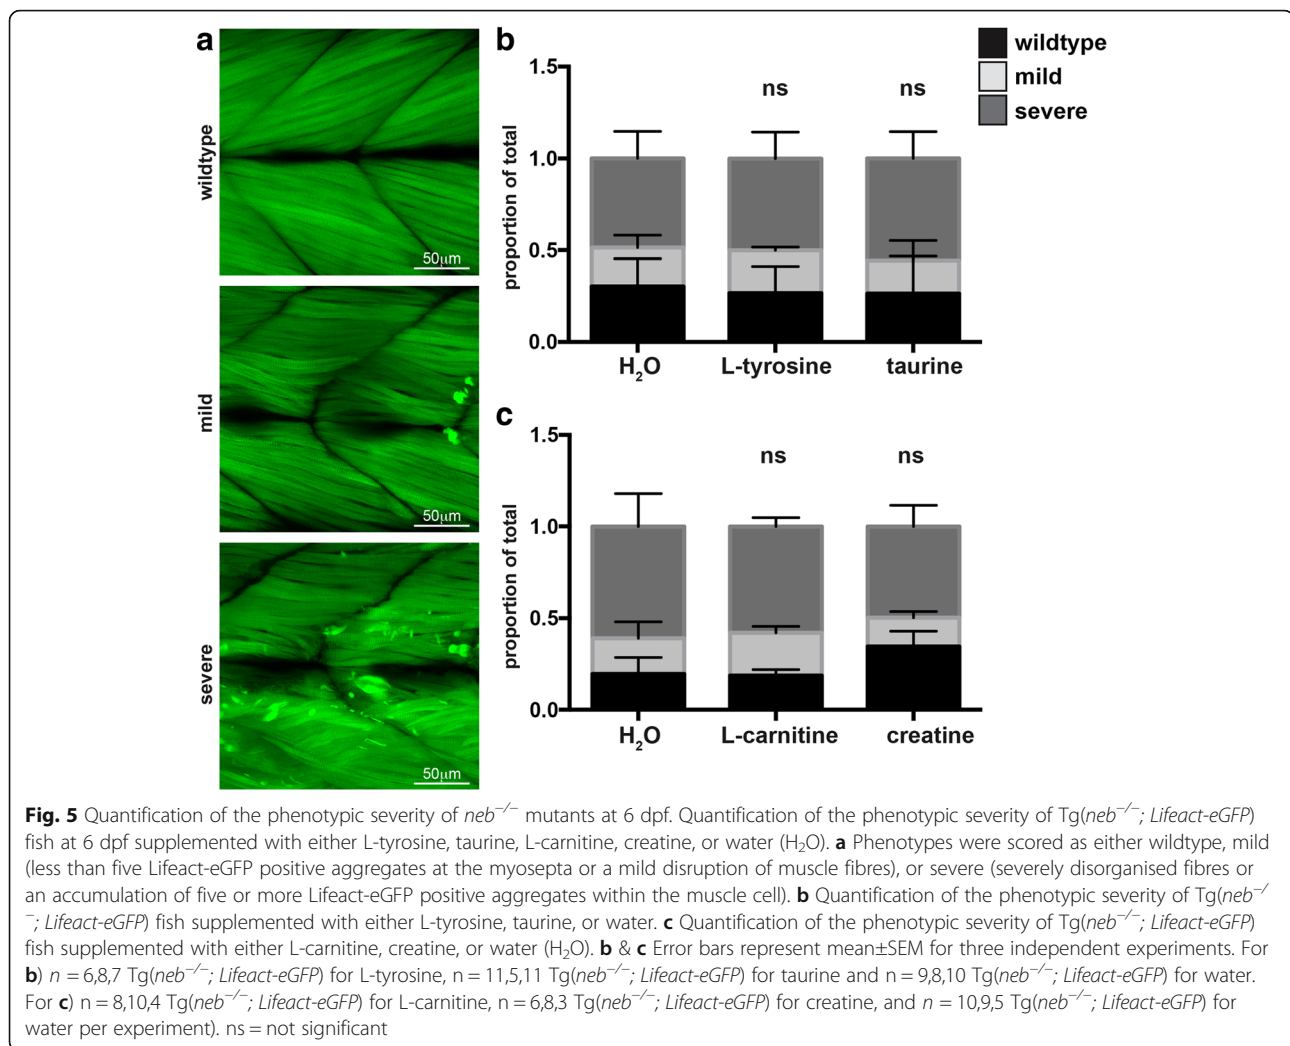 a
wildtype
50μm
mild
50μm
severe
50μm
b
wildtype
mild
severe
proportion of total
1.5
1.0
0.5
0.0
ns
ns
H₂O
L-tyrosine
taurine
c
proportion of total
1.5
1.0
0.5
0.0
ns
ns
H₂O
L-carnitine
creatine
Fig. 5 Quantification of the phenotypic severity of neb⁻/⁻ mutants at 6 dpf. Quantification of the phenotypic severity of Tg(neb⁻/⁻; Lifeact-eGFP)
fish at 6 dpf supplemented with either L-tyrosine, taurine, L-carnitine, creatine, or water (H₂O). a Phenotypes were scored as either wildtype, mild
(less than five Lifeact-eGFP positive aggregates at the myosepta or a mild disruption of muscle fibres), or severe (severely disorganised fibres or
an accumulation of five or more Lifeact-eGFP positive aggregates within the muscle cell). b Quantification of the phenotypic severity of Tg(neb⁻/
⁻; Lifeact-eGFP) fish supplemented with either L-tyrosine, taurine, or water. c Quantification of the phenotypic severity of Tg(neb⁻/⁻; Lifeact-eGFP)
fish supplemented with either L-carnitine, creatine, or water (H₂O). b & c Error bars represent mean±SEM for three independent experiments. For
b) n = 6,8,7 Tg(neb⁻/⁻; Lifeact-eGFP) for L-tyrosine, n = 11,5,11 Tg(neb⁻/⁻; Lifeact-eGFP) for taurine and n = 9,8,10 Tg(neb⁻/⁻; Lifeact-eGFP) for water.
For c) n = 8,10,4 Tg(neb⁻/⁻; Lifeact-eGFP) for L-carnitine, n = 6,8,3 Tg(neb⁻/⁻; Lifeact-eGFP) for creatine, and n = 10,9,5 Tg(neb⁻/⁻; Lifeact-eGFP) for
water per experiment). ns = not significant